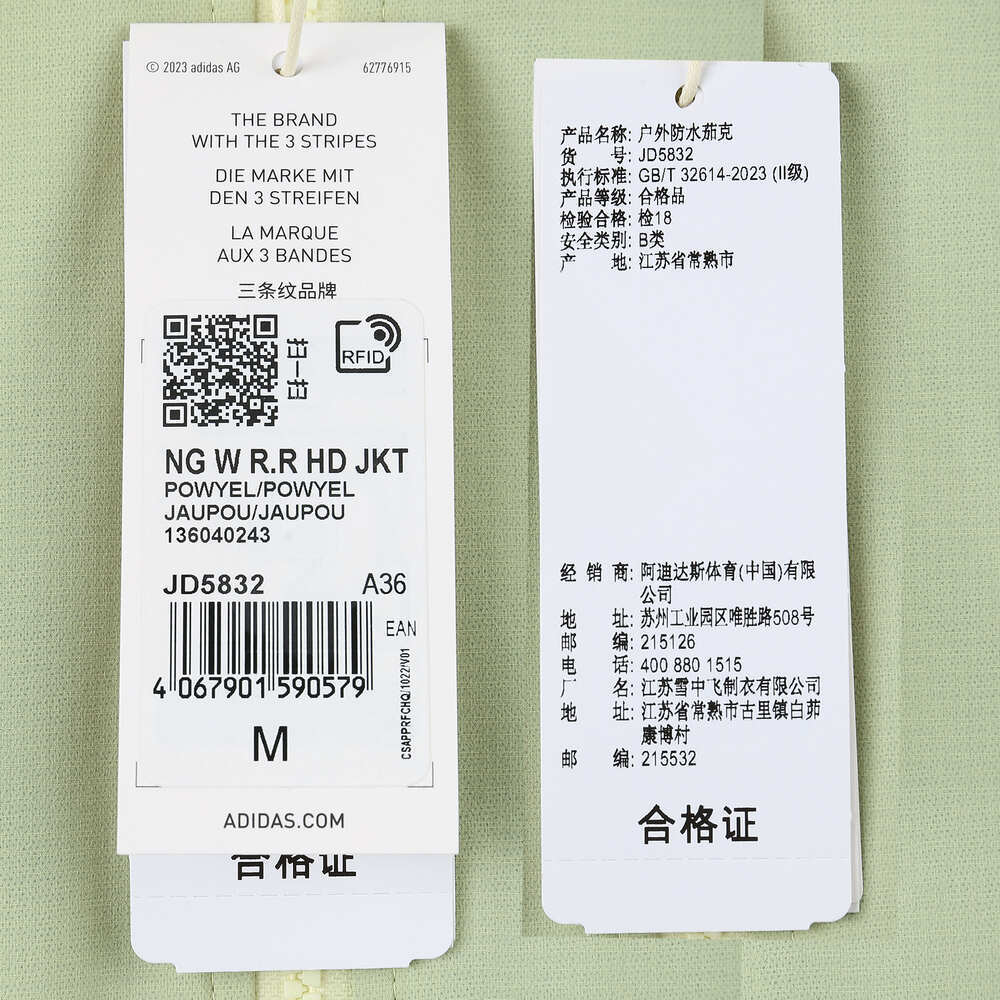 © 2023 adidas AG 62776915
THE BRAND
WITH THE 3 STRIPES
DIE MARKE MIT
DEN 3 STREIFEN
LA MARQUE
AUX 3 BANDES
三条纹品牌
扫一扫
RFID
NG W R.R HD JKT
POWYEL/POWYEL
JAUPOU/JAUPOU
136040243
JD5832 A36
EAN
4 067901 590579
CSAPPRFCHQ/1022/V01
M
ADIDAS.COM
合格证
产品名称: 户外防水茄克
货 号: JD5832
执行标准: GB/T 32614-2023 (II级)
产品等级: 合格品
检验合格: 检18
安全类别: B类
产 地: 江苏省常熟市
经 销 商: 阿迪达斯体育(中国)有限
公司
地 址: 苏州工业园区唯胜路508号
邮 编: 215126
电 话: 400 880 1515
厂 名: 江苏雪中飞制衣有限公司
地 址: 江苏省常熟市古里镇白茆
康博村
邮 编: 215532
合格证